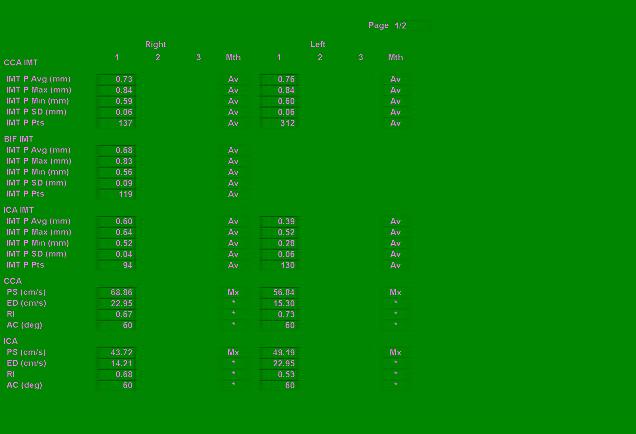 Page 1/2
Right Left
1 2 3 Mth 1 2 3 Mth
CCA IMT
IMT P Avg (mm) 0.73 Av 0.76 Av
IMT P Max (mm) 0.84 Av 0.84 Av
IMT P Min (mm) 0.59 Av 0.60 Av
IMT P SD (mm) 0.06 Av 0.06 Av
IMT P Pts 137 Av 312 Av
BIF IMT
IMT P Avg (mm) 0.68 Av
IMT P Max (mm) 0.83 Av
IMT P Min (mm) 0.56 Av
IMT P SD (mm) 0.09 Av
IMT P Pts 119 Av
ICA IMT
IMT P Avg (mm) 0.60 Av 0.39 Av
IMT P Max (mm) 0.64 Av 0.52 Av
IMT P Min (mm) 0.52 Av 0.28 Av
IMT P SD (mm) 0.04 Av 0.06 Av
IMT P Pts 94 Av 130 Av
CCA
PS (cm/s) 68.86 Mx 56.84 Mx
ED (cm/s) 22.95 * 15.30 *
RI 0.67 * 0.73 *
AC (deg) 60 * 60 *
ICA
PS (cm/s) 43.72 Mx 49.19 Mx
ED (cm/s) 14.21 * 22.95 *
RI 0.68 * 0.53 *
AC (deg) 60 * 60 *